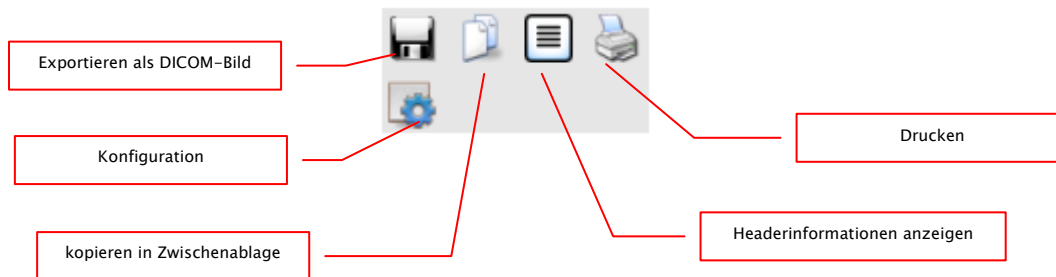 Exportieren als DICOM-Bild
Drucken
Konfiguration
Headerinformationen anzeigen
kopieren in Zwischenablage